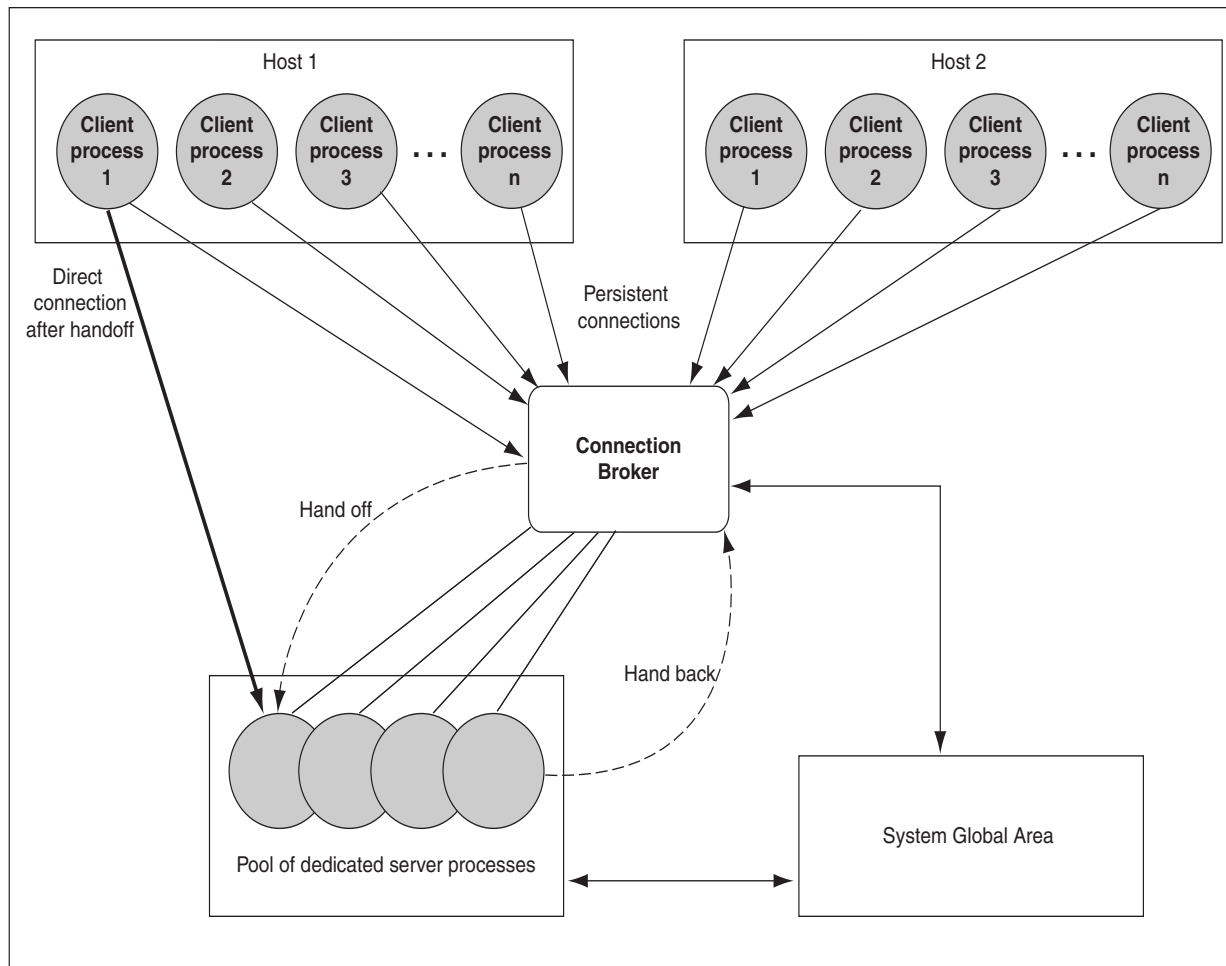 Host 1
Client
process
1
Client
process
2
Client
process
3
...
Client
process
n
Host 2
Client
process
1
Client
process
2
Client
process
3
...
Client
process
n
Direct
connection
after handoff
Persistent
connections
Connection
Broker
Hand off
Hand back
Pool of dedicated server processes
System Global Area